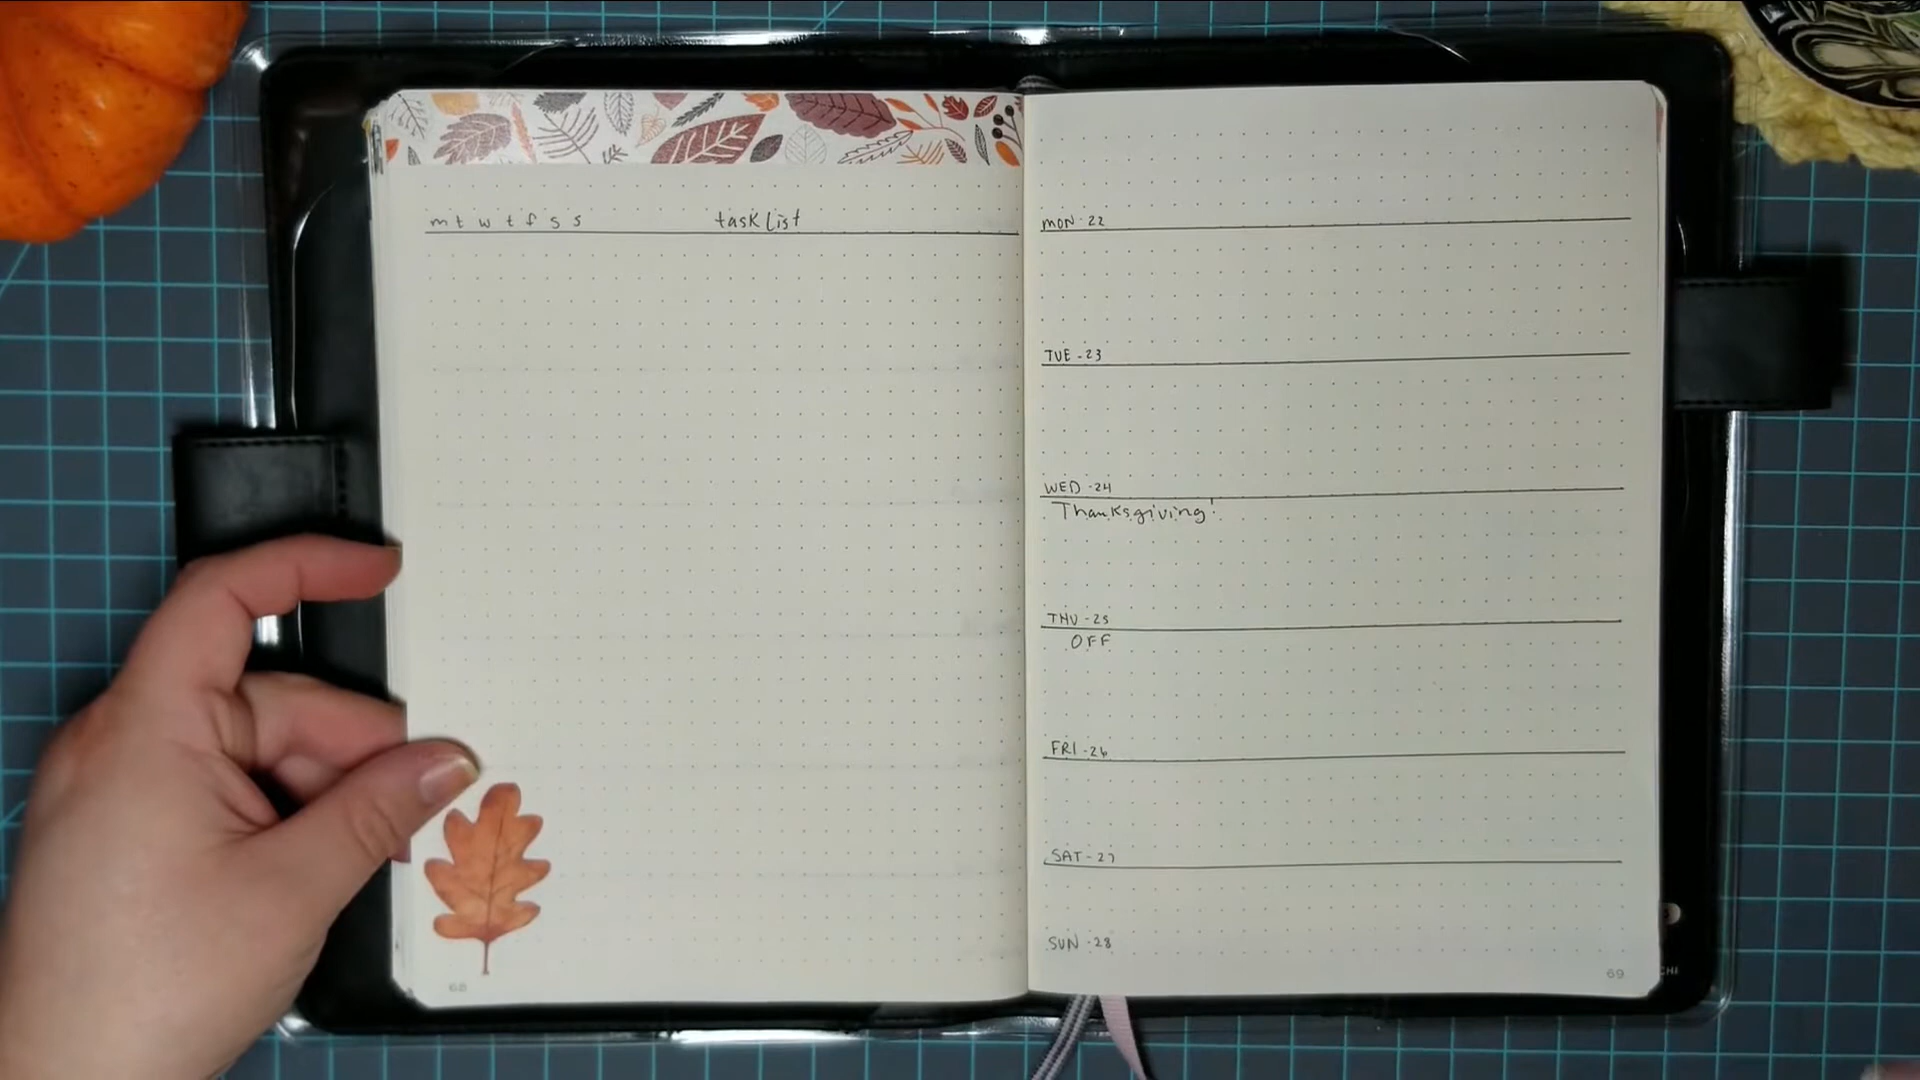 m t w t f s s
task list
68
MON - 22
TUE - 23
WED - 24
Thanksgiving!
THU - 25
OFF
FRI - 26
SAT - 27
SUN - 28
69